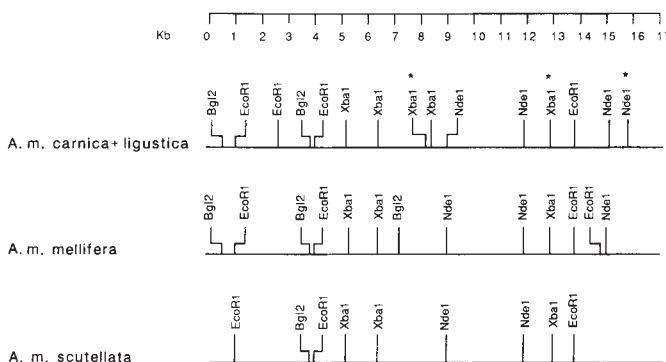 Kb 0 1 2 3 4 5 6 7 8 9 10 11 12 13 14 15 16 17
* * *
Bgl2 EcoR1 EcoR1 Bgl2 EcoR1 Xba1 Xba1 Xba1 Xba1 Nde1 Nde1 Xba1 EcoR1 Nde1 Nde1
A. m. carnica+ ligustica
Bgl2 EcoR1 Bgl2 EcoR1 Xba1 Xba1 Bgl2 Nde1 Nde1 Xba1 EcoR1 EcoR1 Nde1
A. m. mellifera
EcoR1 Bgl2 EcoR1 Xba1 Xba1 Nde1 Nde1 Xba1 EcoR1
A. m. scutellata